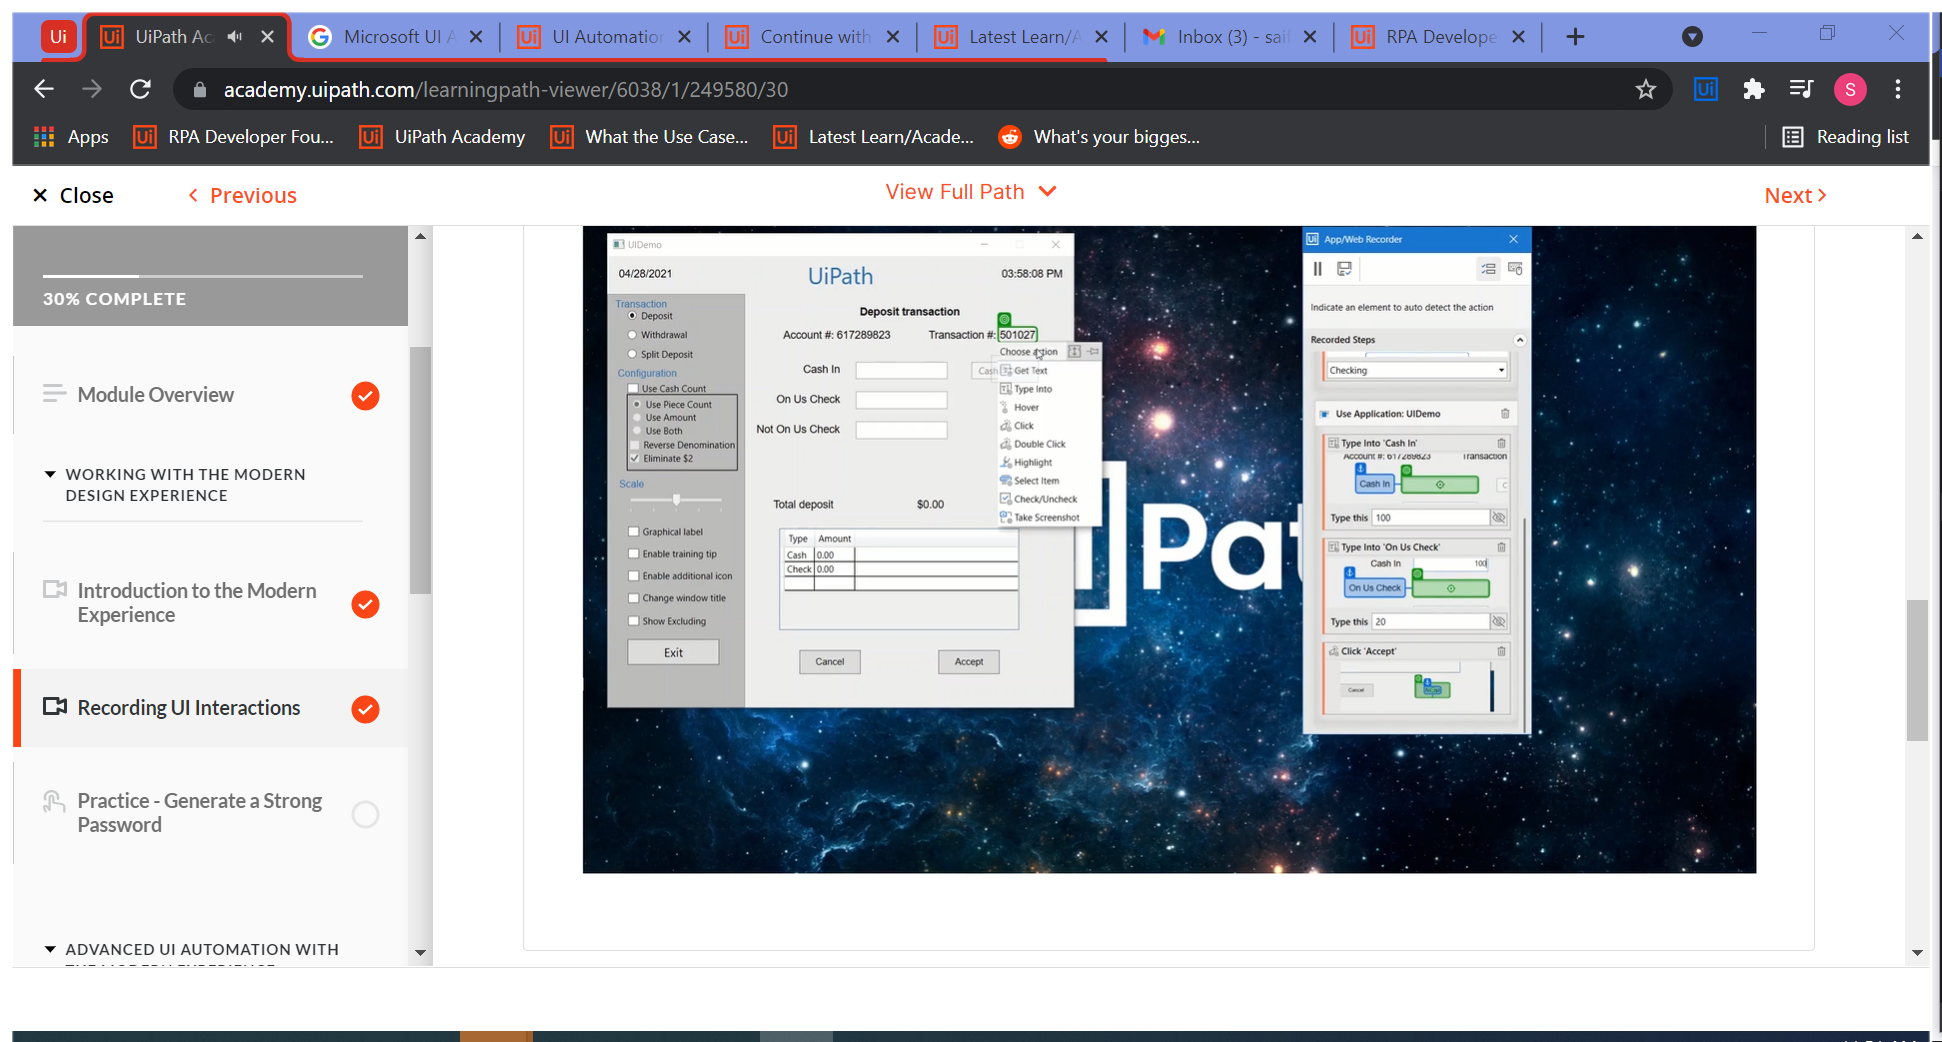 Ui
UiPath Ac
Microsoft UI A
UI Automation
Continue with
Latest Learn/A
Inbox (3) - sai
RPA Develope
academy.uipath.com/learningpath-viewer/6038/1/249580/30
S
Apps
RPA Developer Fou...
UiPath Academy
What the Use Case...
Latest Learn/Acade...
What's your bigges...
Reading list
Close
Previous
View Full Path
Next
30% COMPLETE
Module Overview
WORKING WITH THE MODERN
DESIGN EXPERIENCE
Introduction to the Modern
Experience
Recording UI Interactions
Practice - Generate a Strong
Password
ADVANCED UI AUTOMATION WITH
UIDemo
04/28/2021
UiPath
03:58:08 PM
Transaction
Deposit
Withdrawal
Split Deposit
Configuration
Use Cash Count
Use Piece Count
Use Amount
Use Both
Reverse Denomination
Eliminate $2
Scale
Graphical label
Enable training tip
Enable additional icon
Change window title
Show Excluding
Exit
Deposit transaction
Account #: 617289823
Transaction #: 501027
Cash In
Cash
On Us Check
Not On Us Check
Total deposit
$0.00
Type Amount
Cash 0.00
Check 0.00
Cancel
Accept
Choose action
Get Text
Type Into
Hover
Click
Double Click
Highlight
Select Item
Check/Uncheck
Take Screenshot
Pat
App/Web Recorder
Indicate an element to auto detect the action
Recorded Steps
Checking
Use Application: UIDemo
Type Into 'Cash In'
Account #: 617289823 Transaction
Cash In
Type this 100
Type Into 'On Us Check'
Cash In 100
On Us Check
Type this 20
Click 'Accept'
Cancel